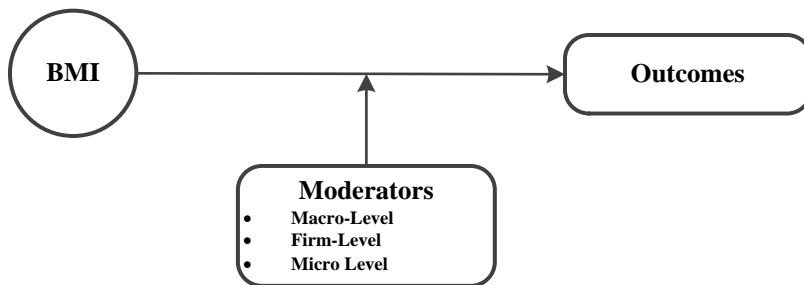 BMI
Outcomes
Moderators
• Macro-Level
• Firm-Level
• Micro Level